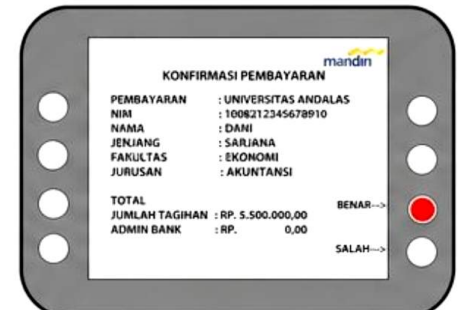 mandırı
KONFIRMASI PEMBAYARAN
PEMBAYARAN : UNIVERSITAS ANDALAS
NIM : 1008212345678910
NAMA : DANI
JENJANG : SARJANA
FAKULTAS : EKONOMI
JURUSAN : AKUNTANSI
TOTAL
BENAR-->
JUMLAH TAGIHAN : RP. 5.500.000,00
ADMIN BANK : RP. 0,00
SALAH-->